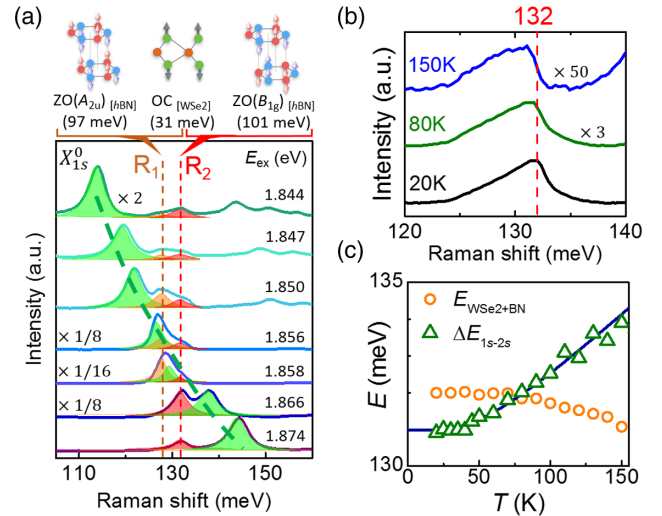 (a)
ZO(A2u) [hBN]
(97 meV)
OC [WSe2]
(31 meV)
ZO(B1g) [hBN]
(101 meV)
X⁰1s
R1
R2
Eex (eV)
× 2
1.844
1.847
1.850
× 1/8
1.856
× 1/16
1.858
× 1/8
1.866
1.874
Intensity (a.u.)
110
130
150
Raman shift (meV)
(b)
132
150K
× 50
80K
× 3
20K
Intensity (a.u.)
120
130
140
Raman shift (meV)
(c)
135
EWSe2+BN
ΔE1s-2s
E (meV)
130
0
50
100
150
T (K)